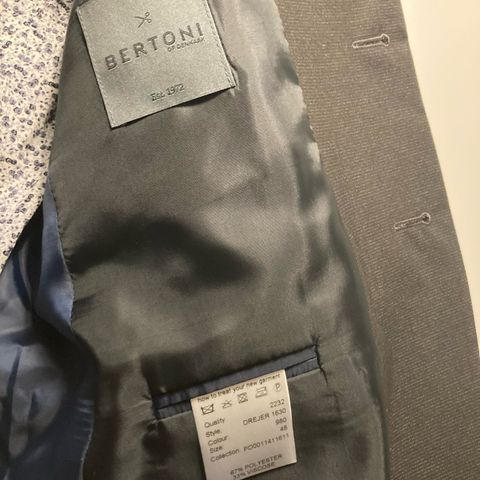 BERTONI
OF DENMARK
Est. 1972
how to treat your new garment
P
Quality 2232
Style. DREJER 1630
Colour 980
Size 48
Collection: PO0011411611
67% POLYESTER
33% VISCOSE